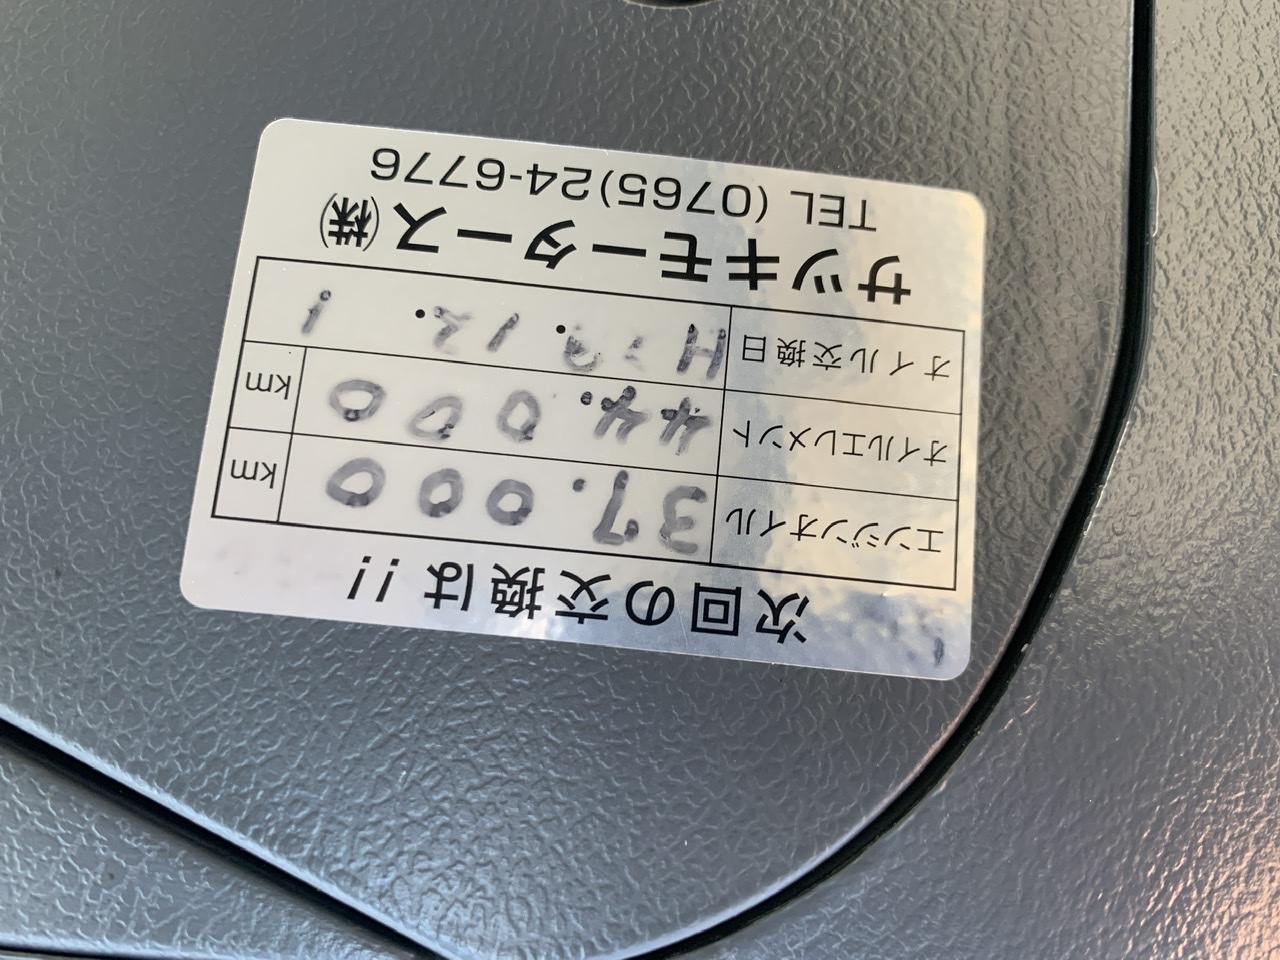 次回の交換は!!
エンジンオイル 37.000 km
オイルエレメント 44.000 km
オイル交換日 12. 1
サツキモータース㈱
TEL (0765)24-6776